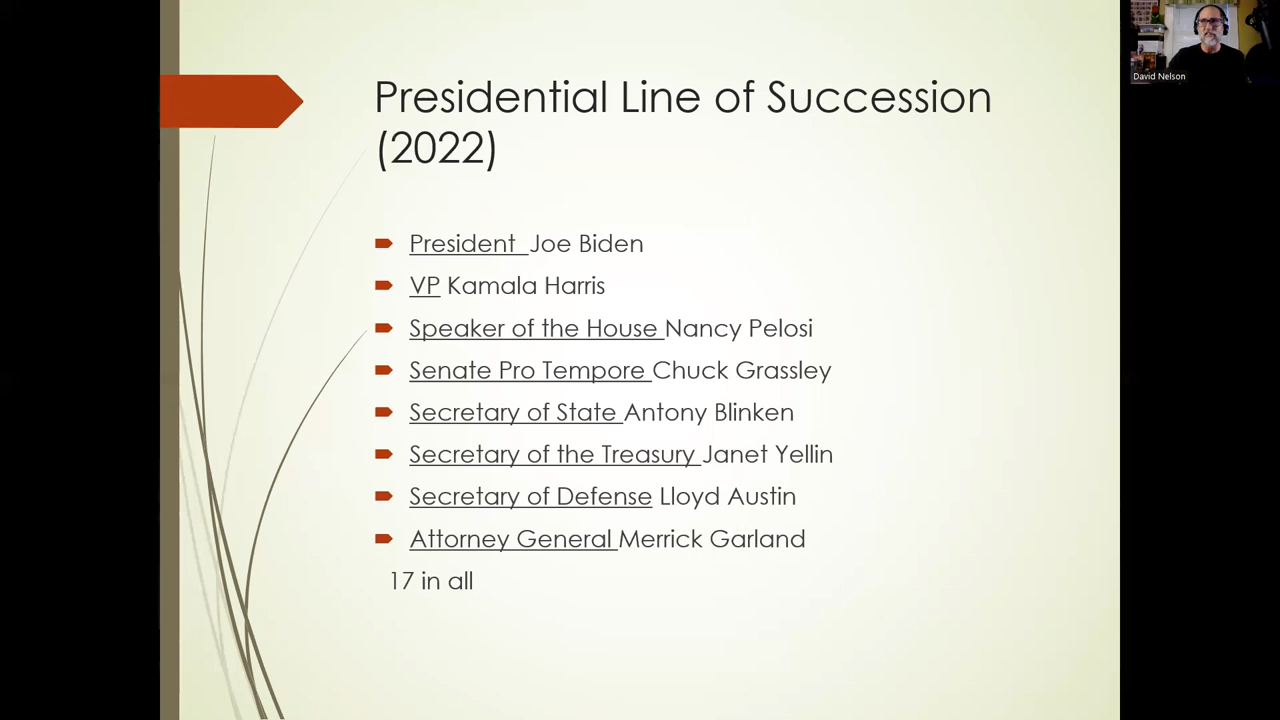 Presidential Line of Succession
(2022)
President Joe Biden
VP Kamala Harris
Speaker of the House Nancy Pelosi
Senate Pro Tempore Chuck Grassley
Secretary of State Antony Blinken
Secretary of the Treasury Janet Yellin
Secretary of Defense Lloyd Austin
Attorney General Merrick Garland
17 in all
David Nelson